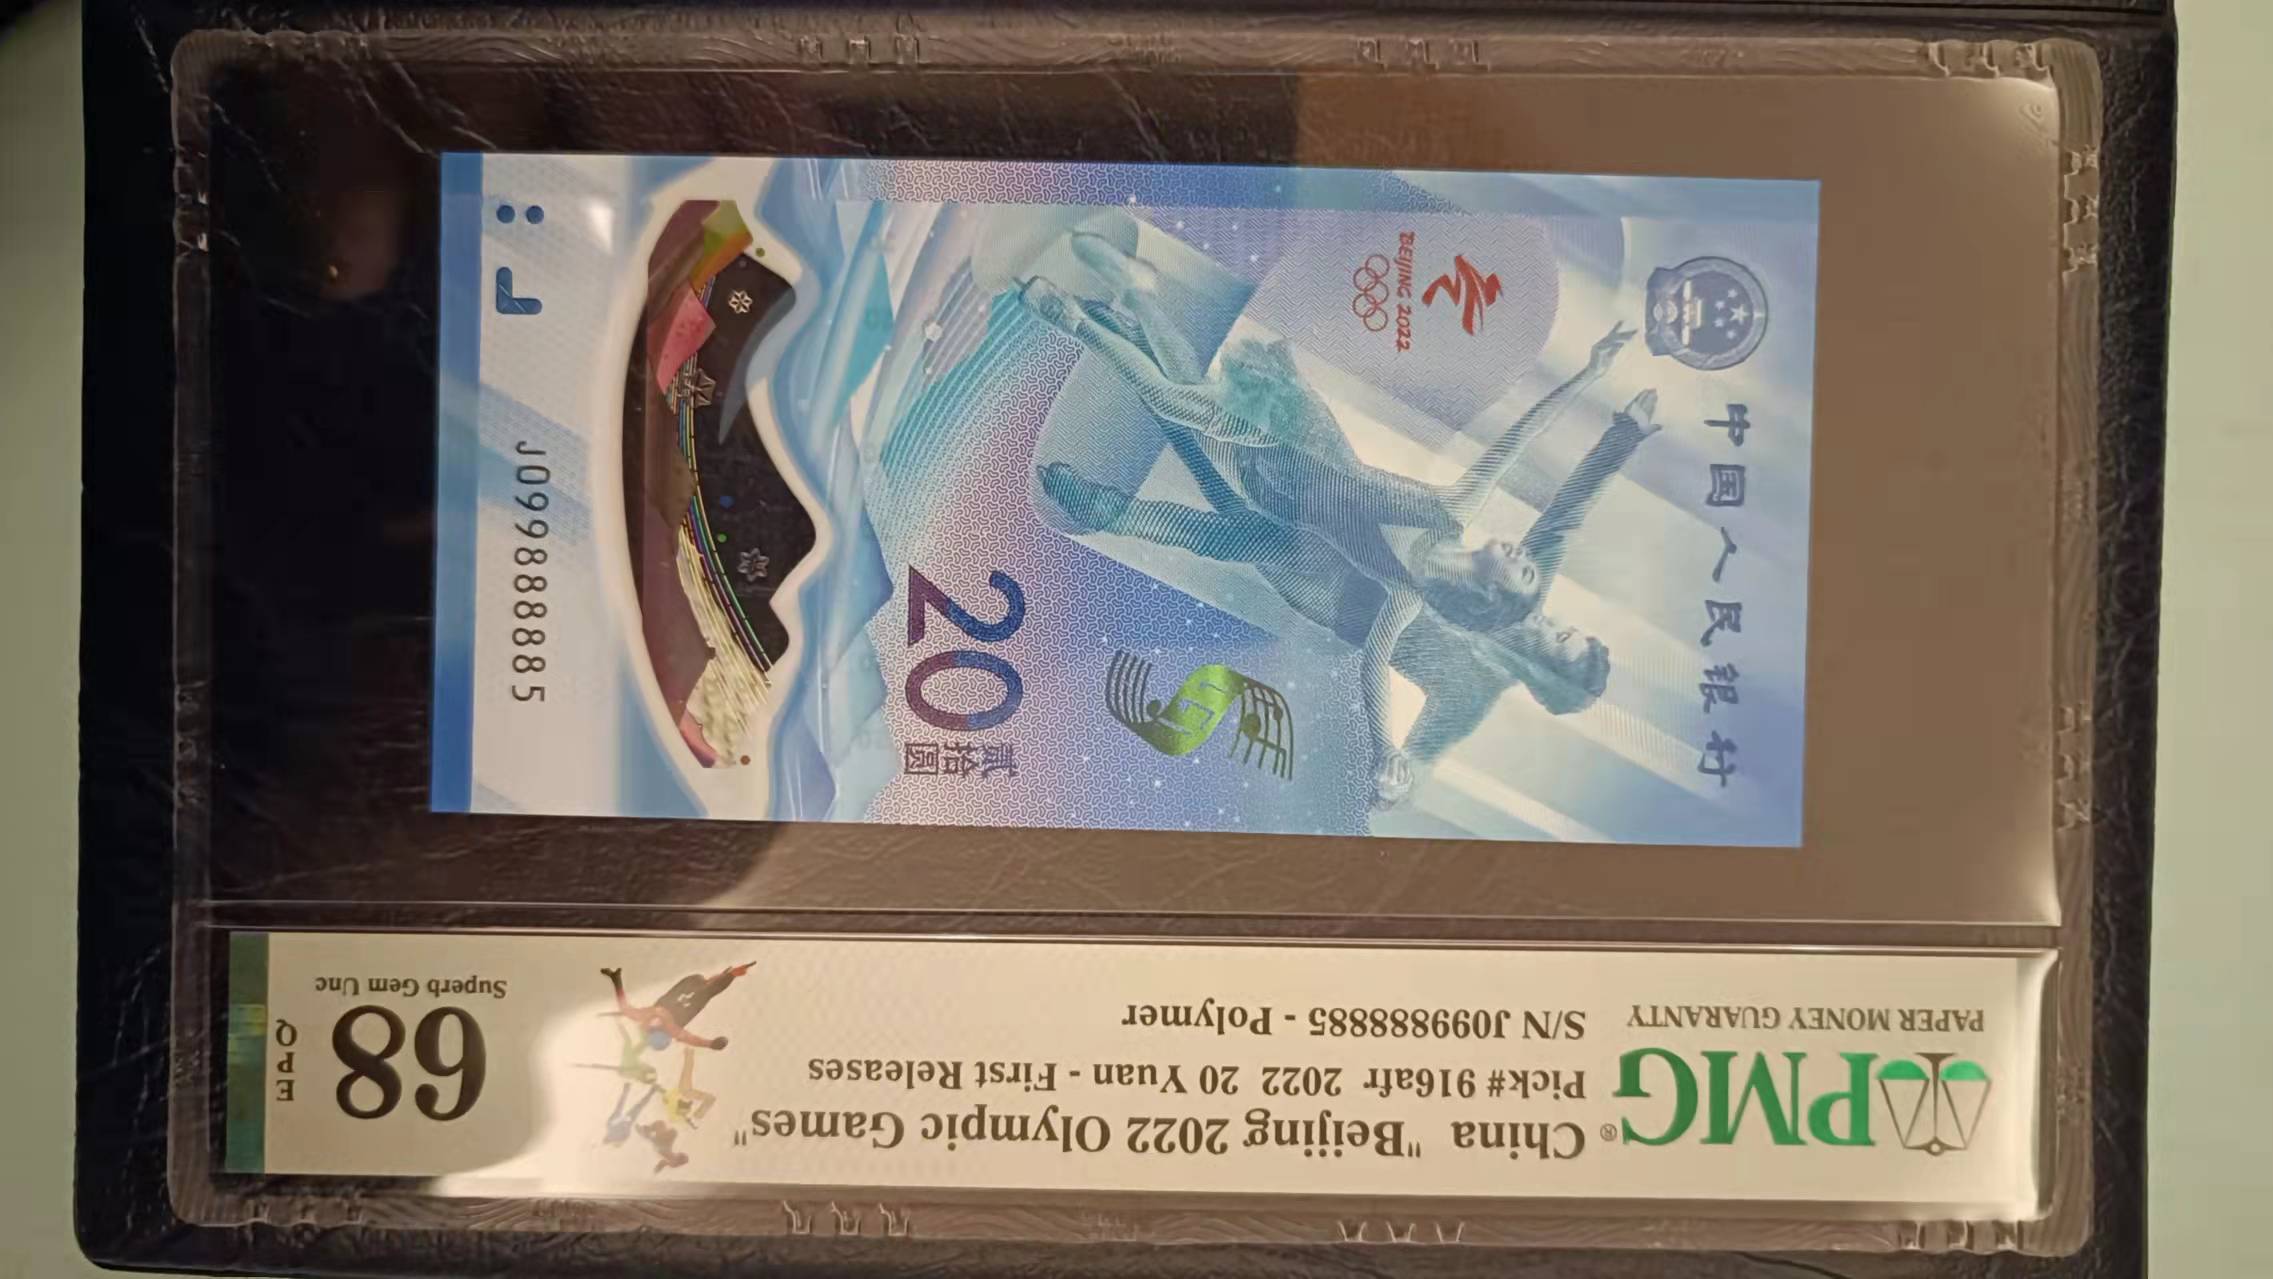 中国人民银行
BEIJING 2022
20
贰拾圆
J099888885
PMG®
PAPER MONEY GUARANTY
China "Beijing 2022 Olympic Games"
Pick# 916afr 2022 20 Yuan - First Releases
S/N J099888885 - Polymer
68
EPQ
Superb Gem Unc